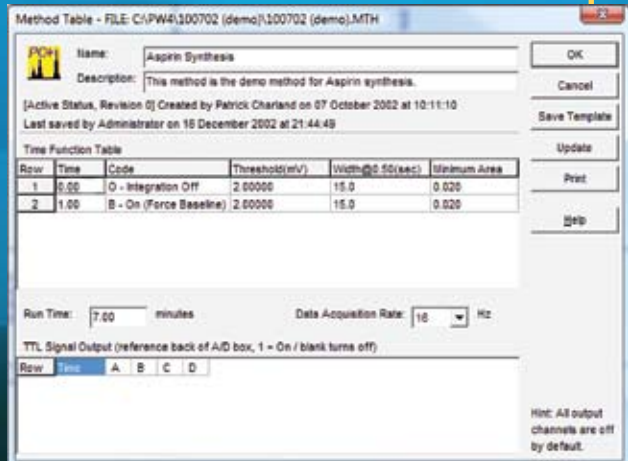 Method Table - FILE: C:\PW4\100702 (demo)\100702 (demo).MTH
Name: Aspirin Synthesis
Description: This method is the demo method for Aspirin synthesis.
[Active Status, Revision 0] Created by Patrick Charland on 07 October 2002 at 10:11:10
Last saved by Administrator on 16 December 2002 at 21:44:49
OK
Cancel
Save Template
Update
Print
Help
Time Function Table
Row Time Code Threshold(mV) Width@0.50(sec) Minimum Area
1 0.00 O - Integration Off 2.00000 15.0 0.020
2 1.00 B - On (Force Baseline) 2.00000 15.0 0.020
Run Time: 7.00 minutes Data Acquisition Rate: 16 Hz
TTL Signal Output (reference back of A/D box, 1 = On / blank turns off)
Row Time A B C D
Hint: All output
channels are off
by default.